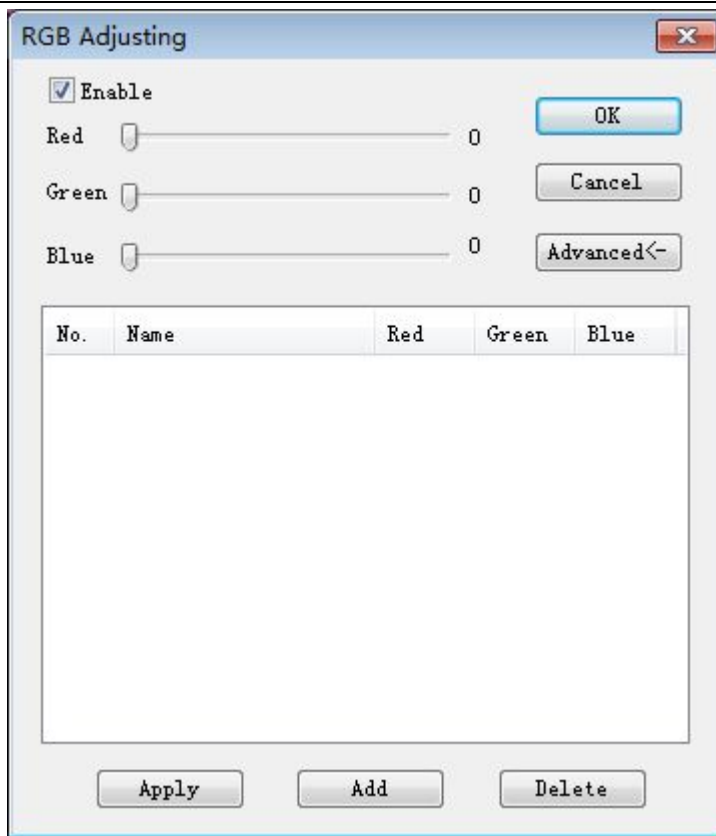 RGB Adjusting
Enable
Red 0
OK
Green 0
Cancel
Blue 0
Advanced<-
No. Name Red Green Blue
Apply Add Delete